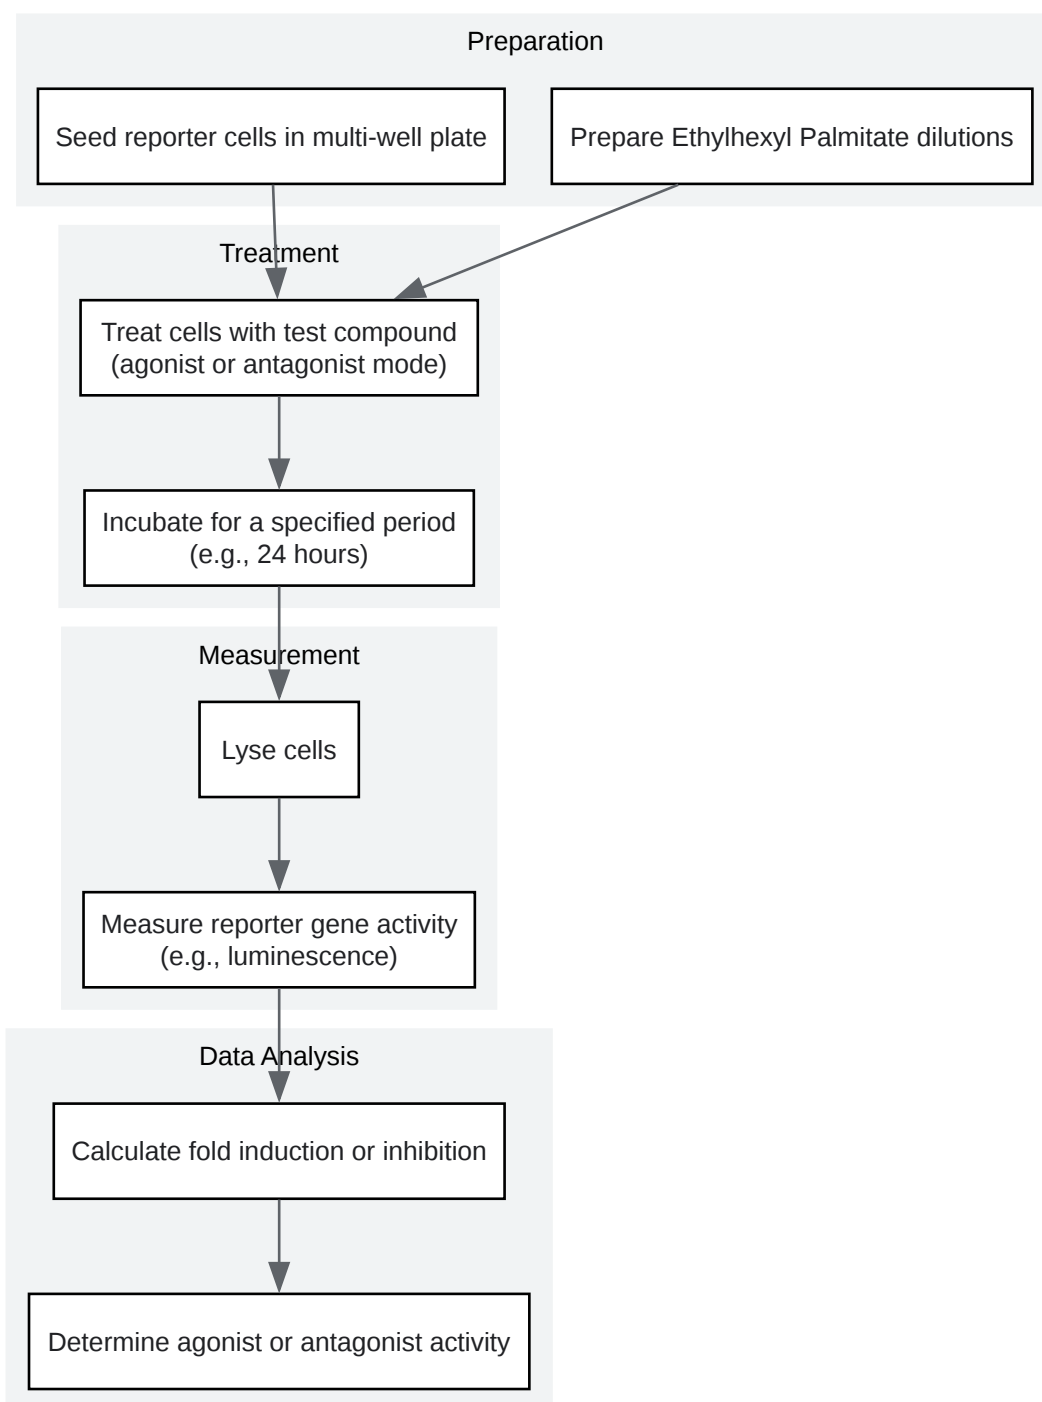 Preparation
Seed reporter cells in multi-well plate
Prepare Ethylhexyl Palmitate dilutions
Treatment
Treat cells with test compound
(agonist or antagonist mode)
Incubate for a specified period
(e.g., 24 hours)
Measurement
Lyse cells
Measure reporter gene activity
(e.g., luminescence)
Data Analysis
Calculate fold induction or inhibition
Determine agonist or antagonist activity